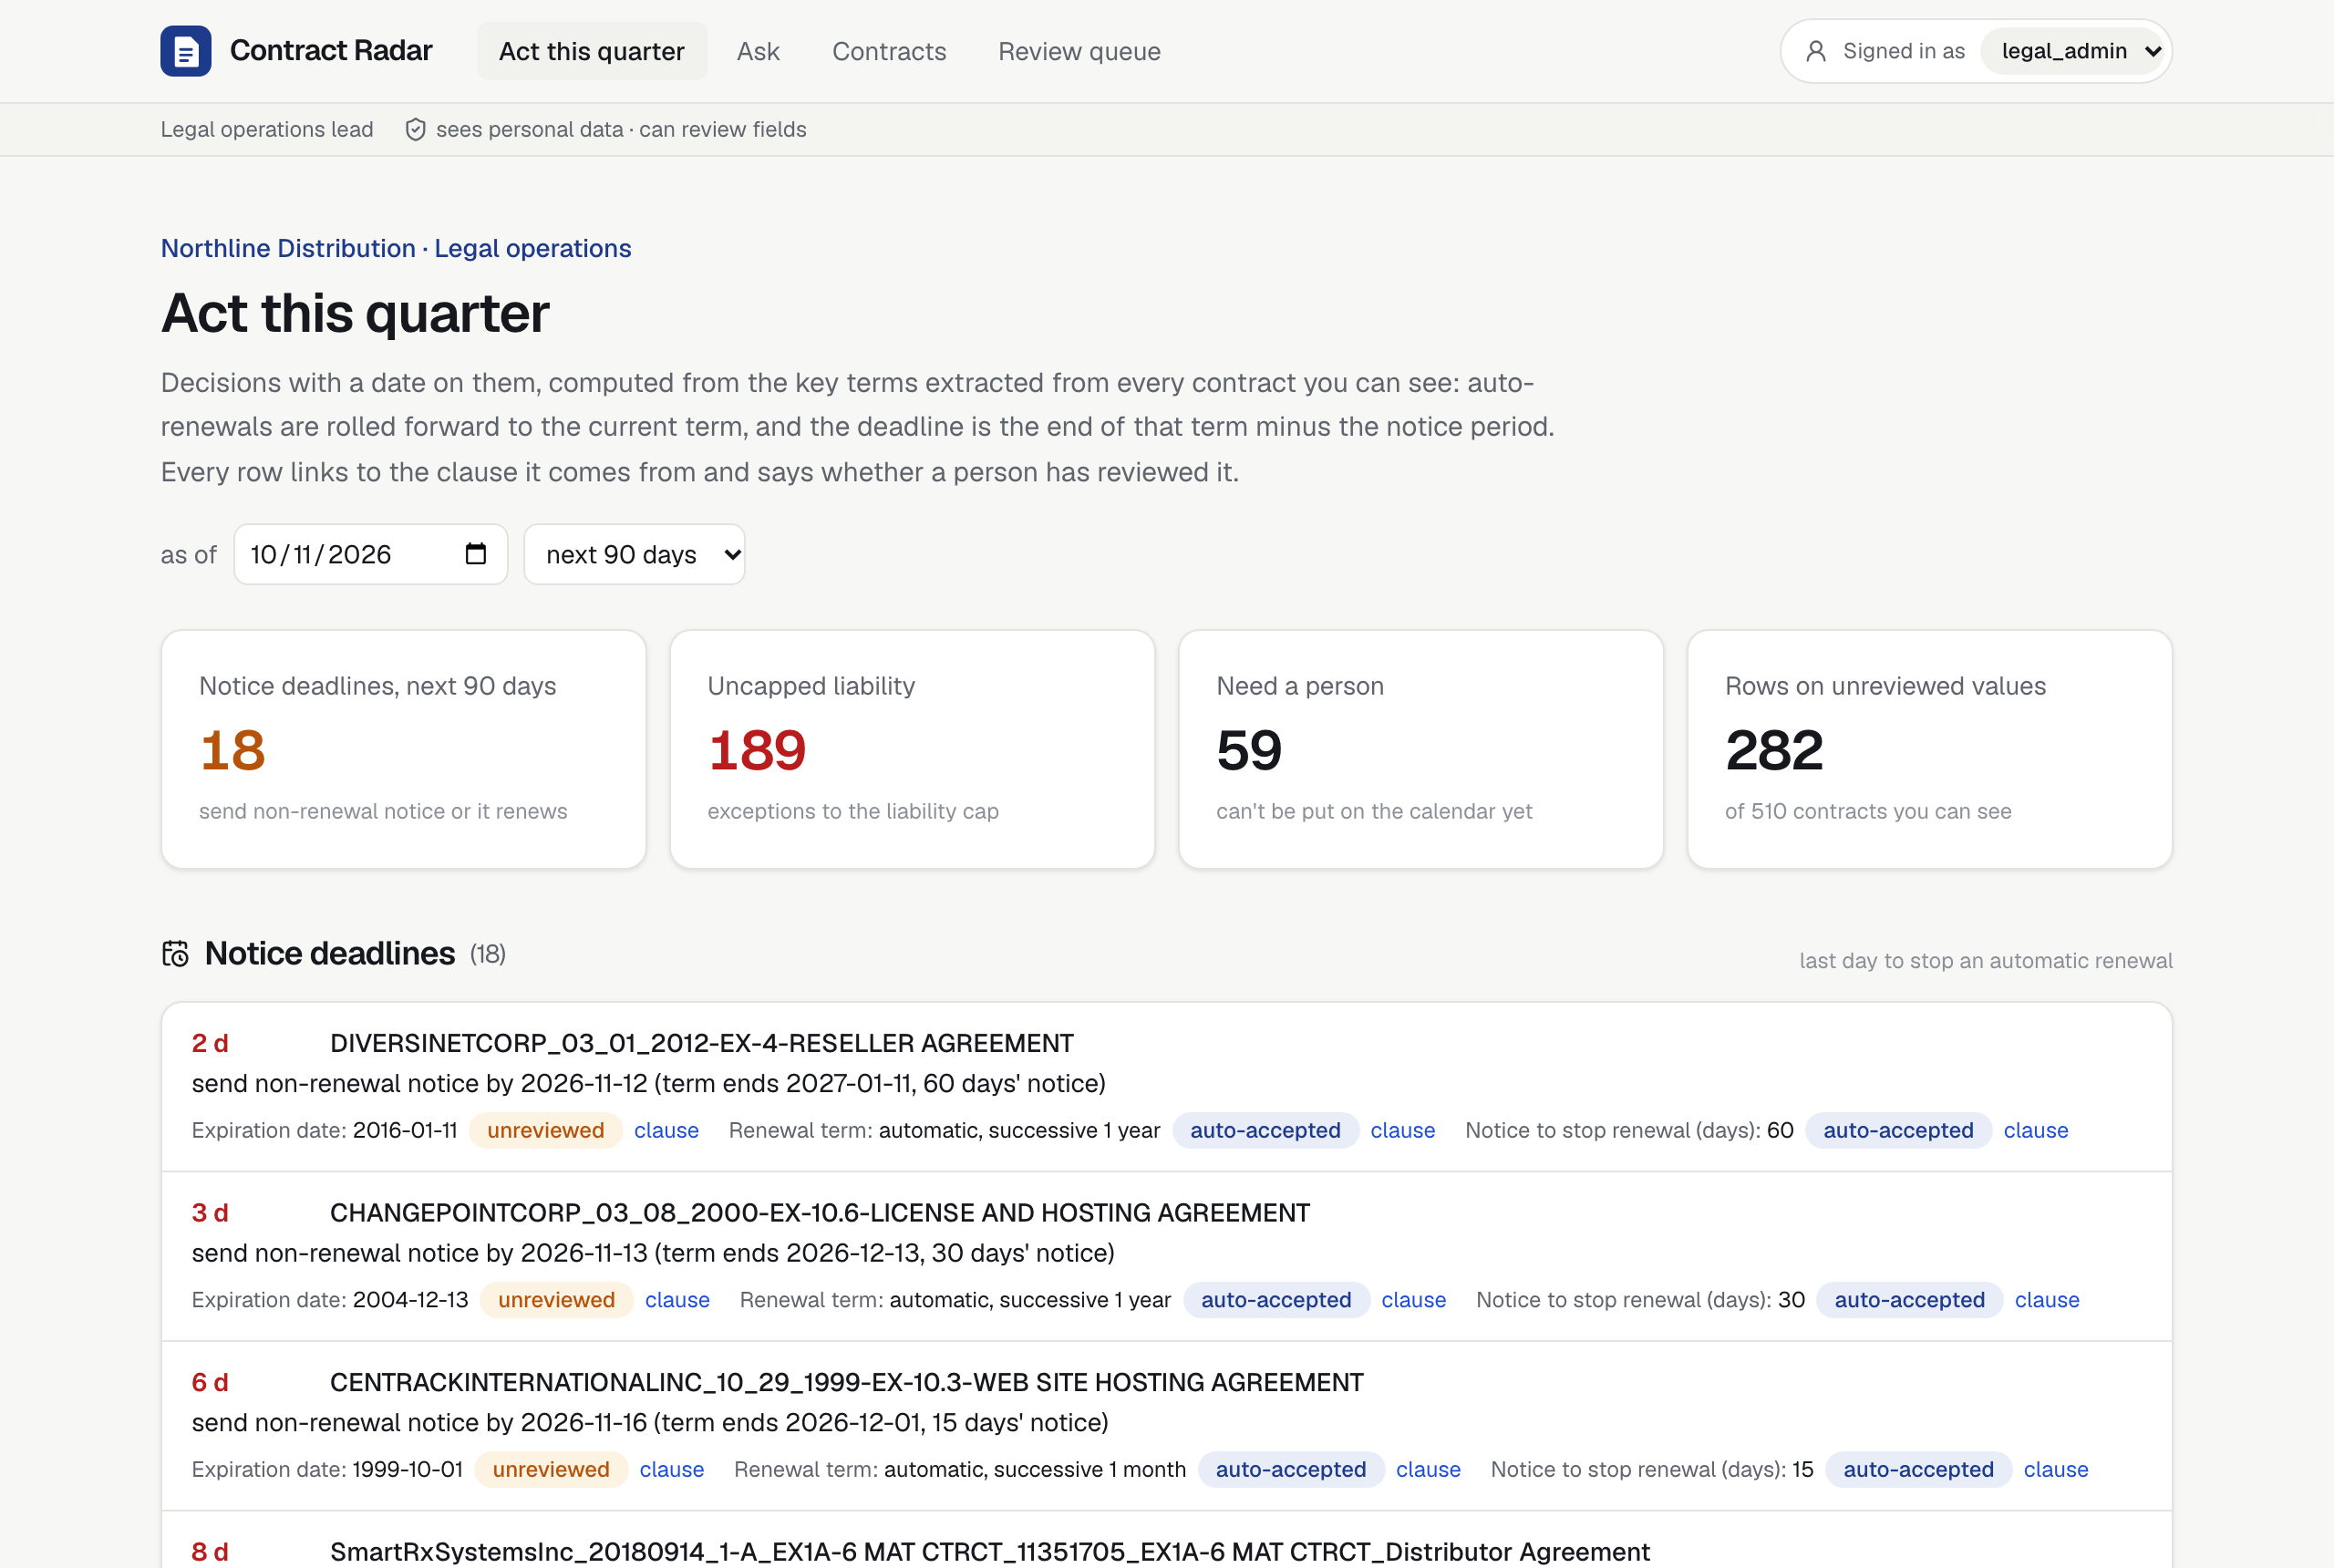 Contract Radar
Act this quarter
Ask
Contracts
Review queue
Signed in as
legal_admin
Legal operations lead
sees personal data · can review fields
Northline Distribution · Legal operations
Act this quarter
Decisions with a date on them, computed from the key terms extracted from every contract you can see: auto-
renewals are rolled forward to the current term, and the deadline is the end of that term minus the notice period.
Every row links to the clause it comes from and says whether a person has reviewed it.
as of
10/11/2026
next 90 days
Notice deadlines, next 90 days
18
send non-renewal notice or it renews
Uncapped liability
189
exceptions to the liability cap
Need a person
59
can't be put on the calendar yet
Rows on unreviewed values
282
of 510 contracts you can see
Notice deadlines (18)
last day to stop an automatic renewal
2 d DIVERSINETCORP_03_01_2012-EX-4-RESELLER AGREEMENT
send non-renewal notice by 2026-11-12 (term ends 2027-01-11, 60 days' notice)
Expiration date: 2016-01-11 unreviewed clause Renewal term: automatic, successive 1 year auto-accepted clause Notice to stop renewal (days): 60 auto-accepted clause
3 d CHANGEPOINTCORP_03_08_2000-EX-10.6-LICENSE AND HOSTING AGREEMENT
send non-renewal notice by 2026-11-13 (term ends 2026-12-13, 30 days' notice)
Expiration date: 2004-12-13 unreviewed clause Renewal term: automatic, successive 1 year auto-accepted clause Notice to stop renewal (days): 30 auto-accepted clause
6 d CENTRACKINTERNATIONALINC_10_29_1999-EX-10.3-WEB SITE HOSTING AGREEMENT
send non-renewal notice by 2026-11-16 (term ends 2026-12-01, 15 days' notice)
Expiration date: 1999-10-01 unreviewed clause Renewal term: automatic, successive 1 month auto-accepted clause Notice to stop renewal (days): 15 auto-accepted clause
8 d SmartRxSystemsInc_20180914_1-A_EX1A-6 MAT CTRCT_11351705_EX1A-6 MAT CTRCT_Distributor Agreement